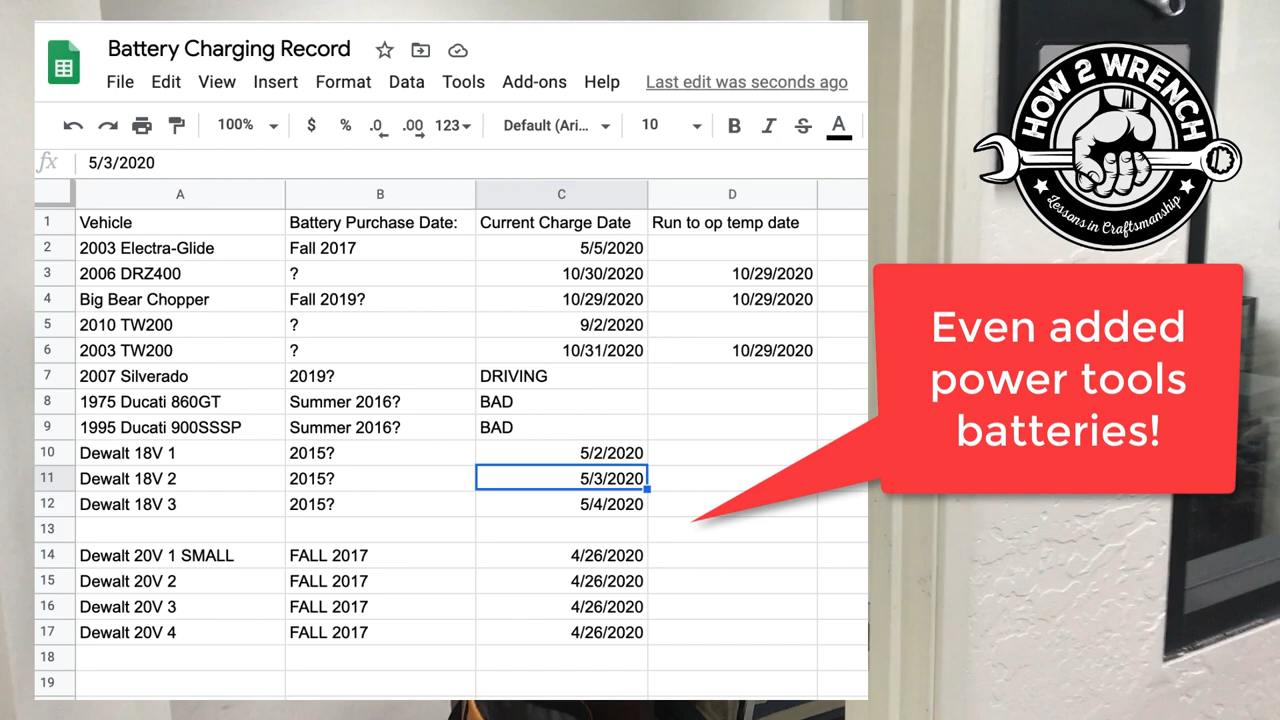 Battery Charging Record
File Edit View Insert Format Data Tools Add-ons Help Last edit was seconds ago
100% $ % .0 .00 123 Default (Ari... 10 B I S A
fx 5/3/2020
A B C D
1 Vehicle Battery Purchase Date: Current Charge Date Run to op temp date
2 2003 Electra-Glide Fall 2017 5/5/2020
3 2006 DRZ400 ? 10/30/2020 10/29/2020
4 Big Bear Chopper Fall 2019? 10/29/2020 10/29/2020
5 2010 TW200 ? 9/2/2020
6 2003 TW200 ? 10/31/2020 10/29/2020
7 2007 Silverado 2019? DRIVING
8 1975 Ducati 860GT Summer 2016? BAD
9 1995 Ducati 900SSSP Summer 2016? BAD
10 Dewalt 18V 1 2015? 5/2/2020
11 Dewalt 18V 2 2015? 5/3/2020
12 Dewalt 18V 3 2015? 5/4/2020
13
14 Dewalt 20V 1 SMALL FALL 2017 4/26/2020
15 Dewalt 20V 2 FALL 2017 4/26/2020
16 Dewalt 20V 3 FALL 2017 4/26/2020
17 Dewalt 20V 4 FALL 2017 4/26/2020
18
19
HOW 2 WRENCH
Lessons in Craftsmanship
Even added
power tools
batteries!